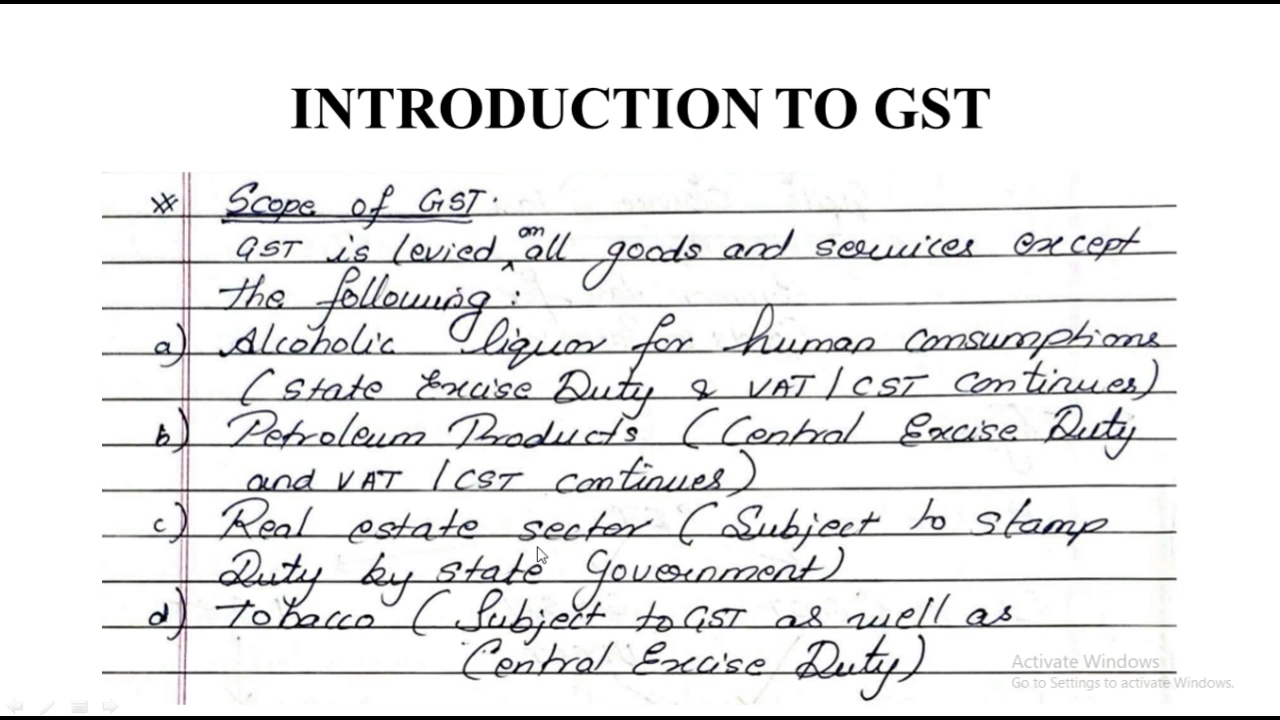 INTRODUCTION TO GST
※ Scope of GST.
GST is levied on all goods and services except
the following:
a) Alcoholic liquor for human consumptions
(State Excise Duty & VAT / CST continues)
b) Petroleum Products (Central Excise Duty
and VAT / CST continues)
c) Real estate sector (Subject to stamp
Duty by state Government)
d) Tobacco (Subject to GST as well as
Central Excise Duty)
Activate Windows
Go to Settings to activate Windows.